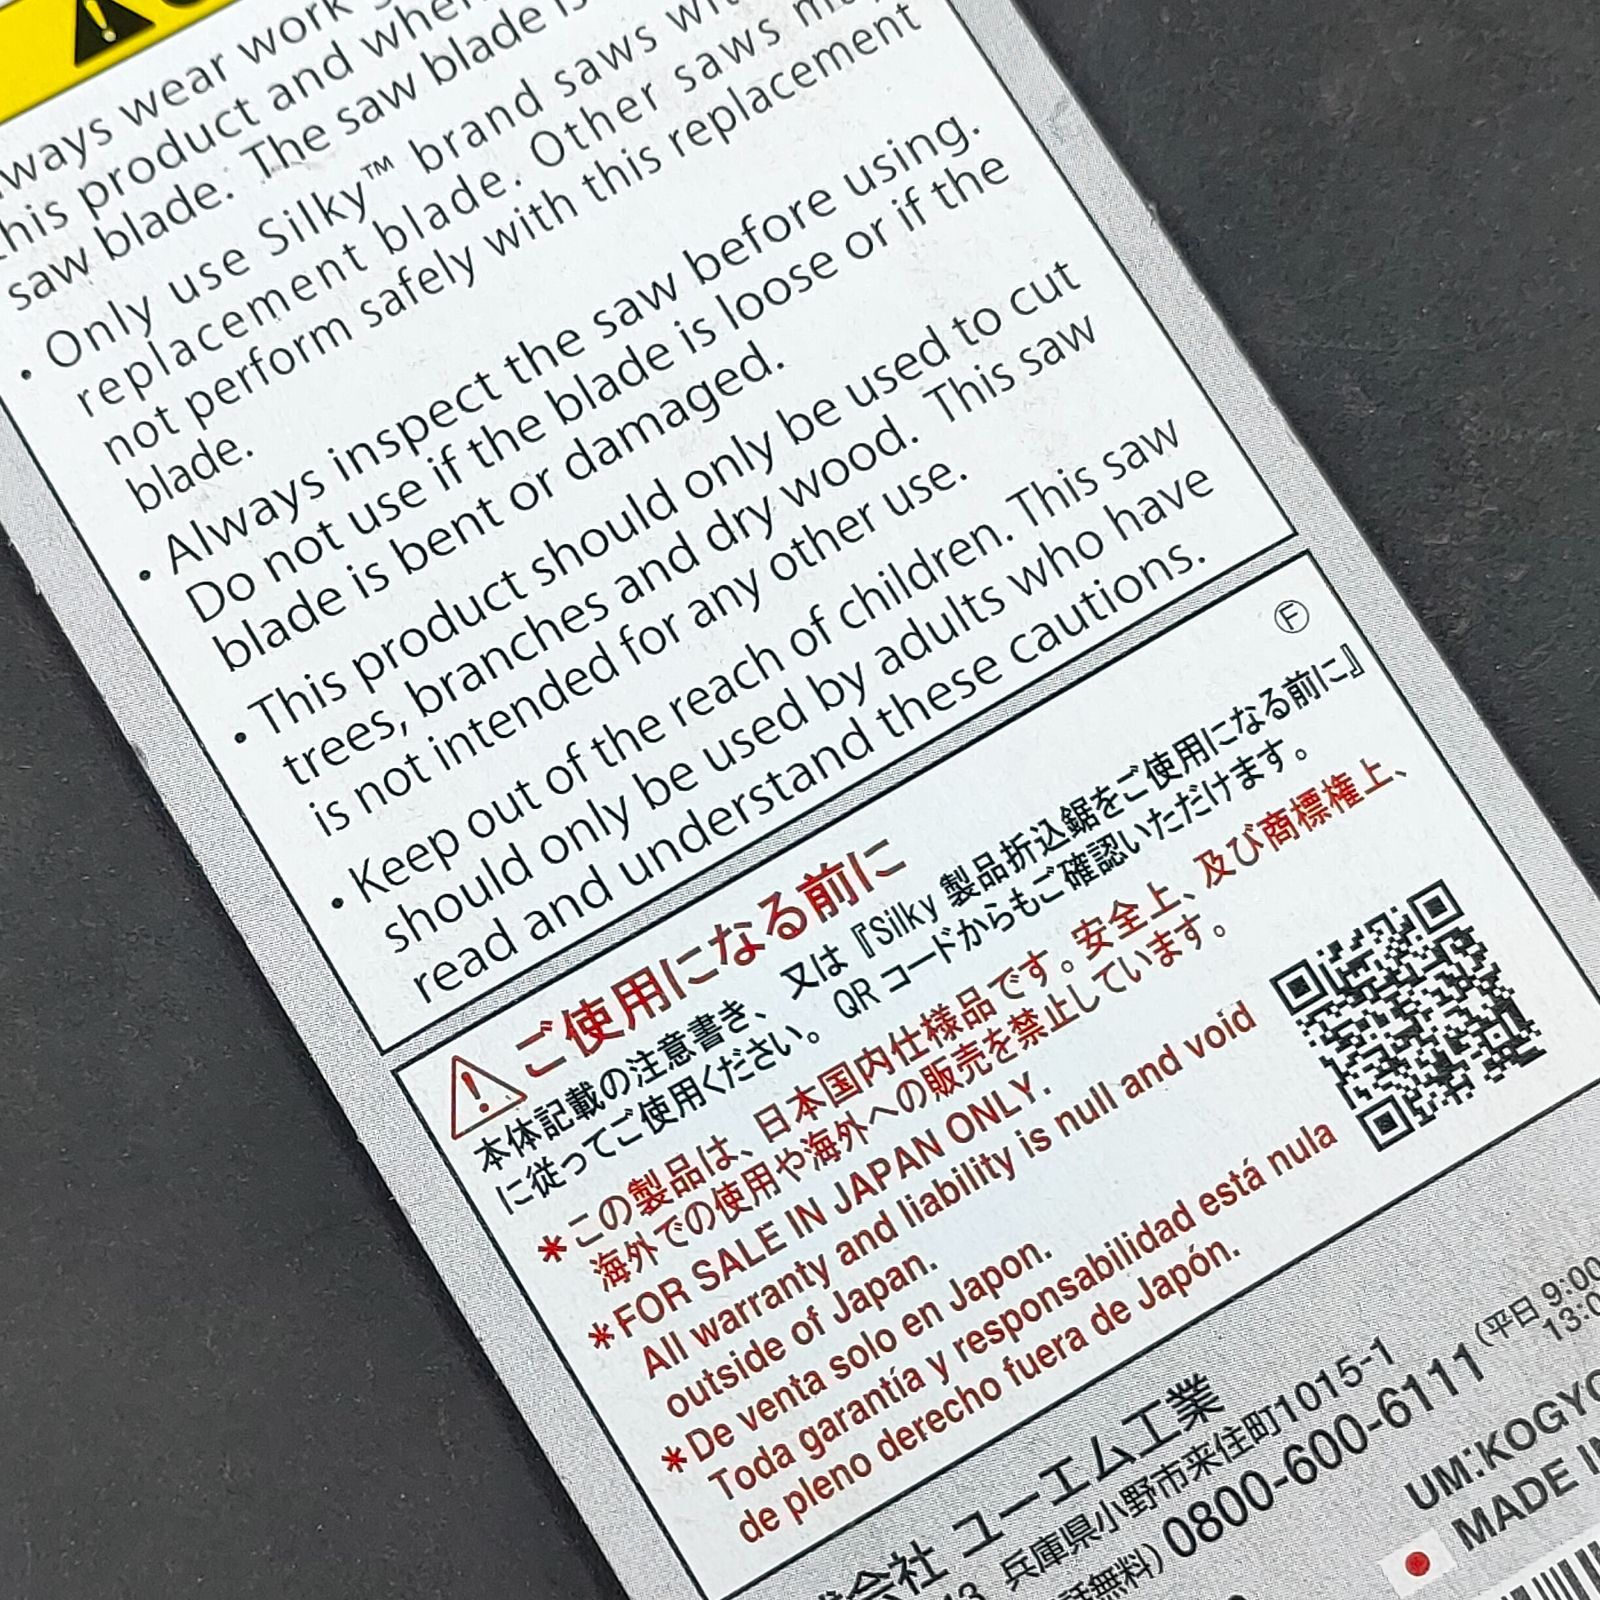 wear work
this product and when
saw blade. The saw blade is
• Only use Silky™ brand saws
replacement blade. Other saws may
not perform safely with this replacement
blade.
• Always inspect the saw before using.
Do not use if the blade is loose or if the
blade is bent or damaged.
• This product should only be used to cut
trees, branches and dry wood. This saw
is not intended for any other use.
• Keep out of the reach of children. This saw
should only be used by adults who have
read and understand these cautions.
Ⓕ
ご使用になる前に
本体記載の注意書き、又は『Silky 製品折込鋸をご使用になる前に』
に従ってご使用ください。QR コードからもご確認いただけます。
*この製品は、日本国内仕様品です。安全上、及び商標権上、
海外での使用や海外への販売を禁止しています。
*FOR SALE IN JAPAN ONLY.
All warranty and liability is null and void
outside of Japan.
*De venta solo en Japon.
Toda garantía y responsabilidad está nula
de pleno derecho fuera de Japón.
会社 ユーエム工業
兵庫県小野市来住町1015-1
無料) 0800-600-6111 (平日 9:00
UM:KOGYO
MADE